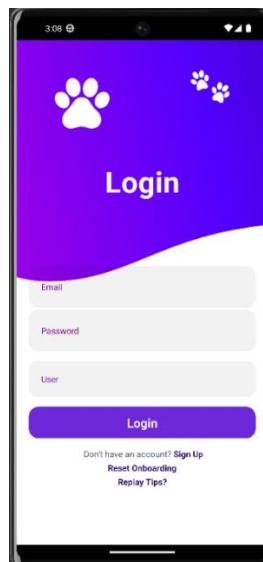 3:08
Login
Email
Password
User
Login
Don't have an account? Sign Up
Reset Onboarding
Replay Tips?